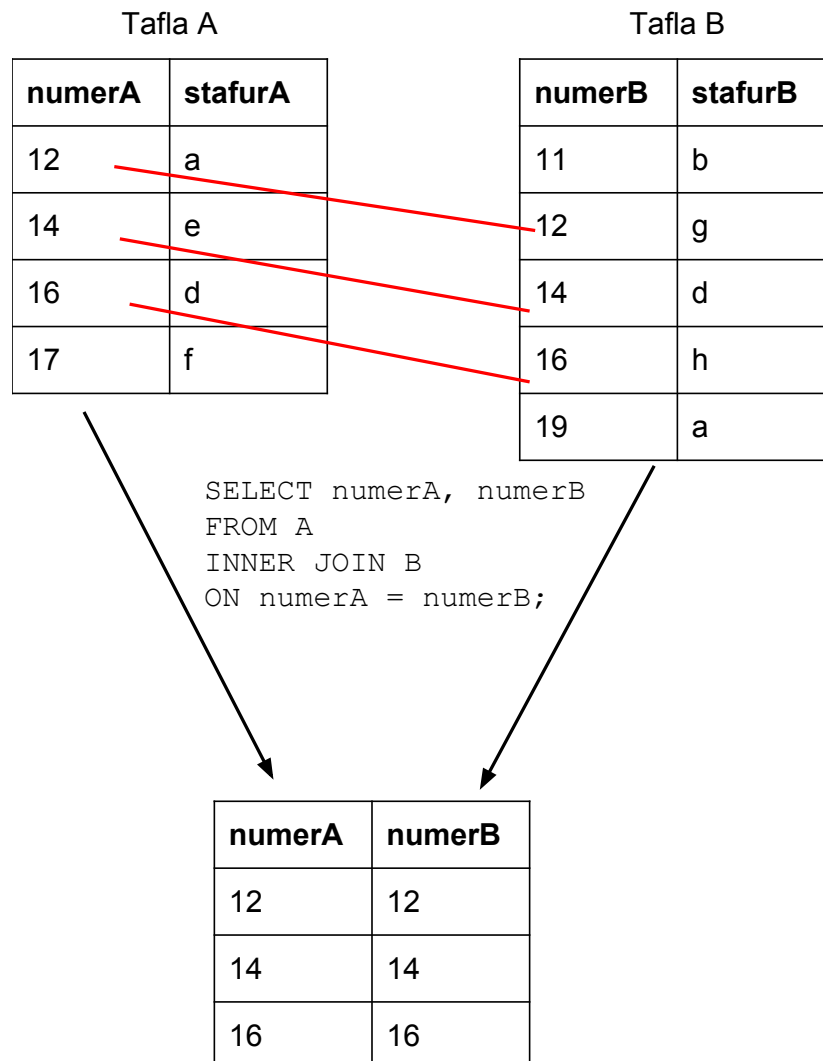 Tafla A
numerA stafurA
12 a
14 e
16 d
17 f
Tafla B
numerB stafurB
11 b
12 g
14 d
16 h
19 a
SELECT numerA, numerB
FROM A
INNER JOIN B
ON numerA = numerB;
numerA numerB
12 12
14 14
16 16